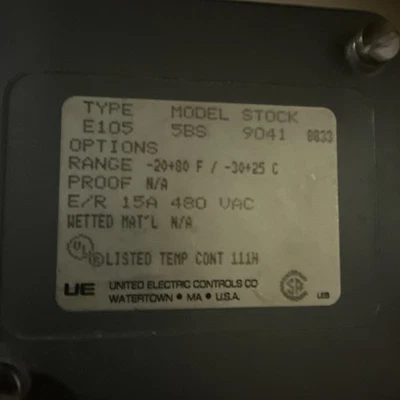 TYPE MODEL STOCK
E105 5BS 9041 0833
OPTIONS
RANGE -20+80 F / -30+25 C
PROOF N/A
E/R 15A 480 VAC
WETTED MAT'L N/A
UL ® LISTED TEMP CONT 111H
UE UNITED ELECTRIC CONTROLS CO
WATERTOWN • MA • U.S.A.